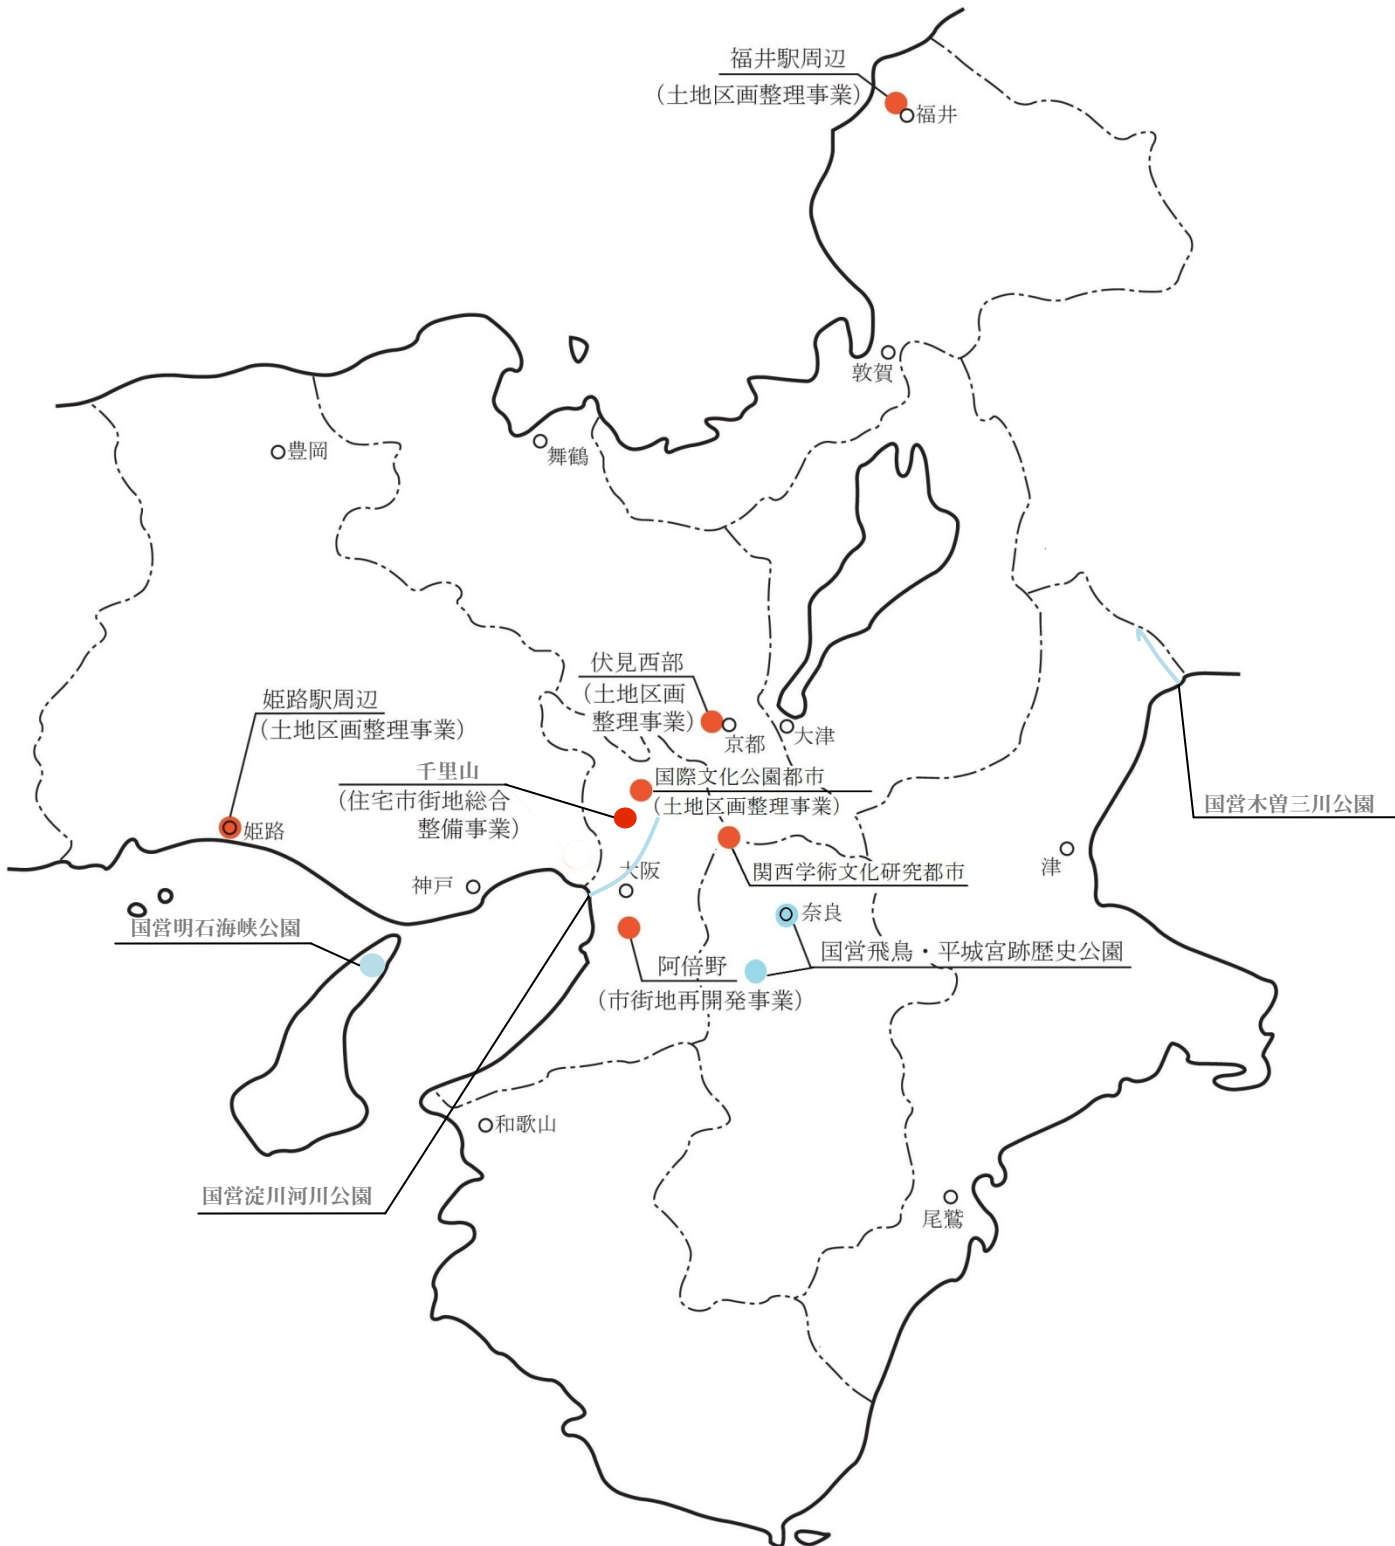 福井駅周辺
（土地区画整理事業）
福井
敦賀
豊岡
舞鶴
伏見西部
（土地区画
整理事業）
京都
大津
姫路駅周辺
（土地区画整理事業）
姫路
千里山
（住宅市街地総合
整備事業）
国際文化公園都市
（土地区画整理事業）
国営木曽三川公園
関西学術文化研究都市
津
神戸
大阪
奈良
国営明石海峡公園
国営飛鳥・平城宮跡歴史公園
阿倍野
（市街地再開発事業）
和歌山
国営淀川河川公園
尾鷲